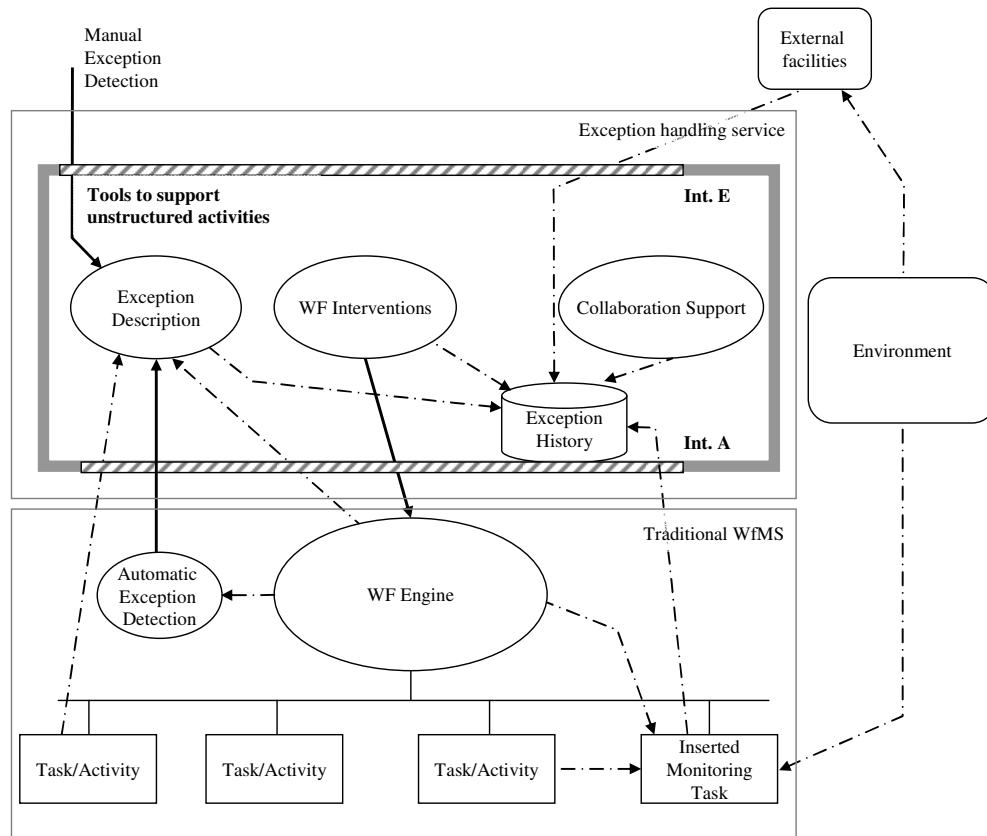 Manual
Exception
Detection
External
facilities
Exception handling service
Tools to support
unstructured activities
Int. E
Exception
Description
WF Interventions
Collaboration Support
Environment
Exception
History
Int. A
Traditional WfMS
Automatic
Exception
Detection
WF Engine
Task/Activity
Task/Activity
Task/Activity
Inserted
Monitoring
Task